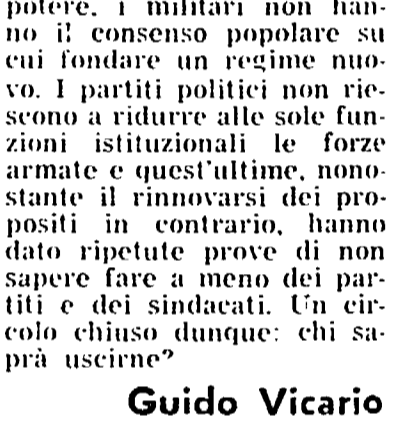 potere, i militari non han-
no il consenso popolare su
cui fondare un regime nuo-
vo. I partiti politici non rie-
scono a ridurre alle sole fun-
zioni istituzionali le forze
armate e quest'ultime, nono-
stante il rinnovarsi dei pro-
positi in contrario, hanno
dato ripetute prove di non
sapere fare a meno dei par-
titi e dei sindacati. Un cir-
colo chiuso dunque: chi sa-
prà uscirne?
Guido Vicario